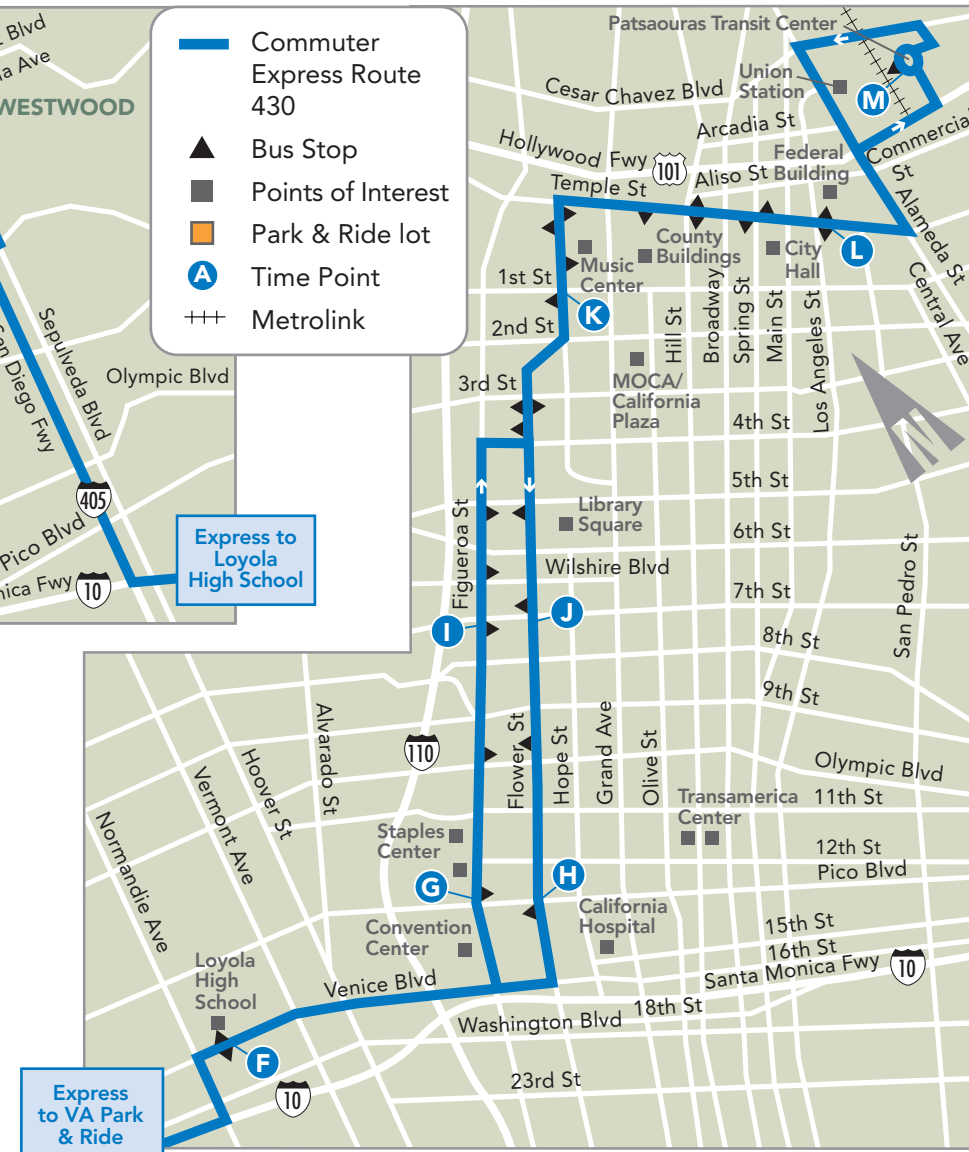 Blvd
Ave
WESTWOOD
Sepulveda Blvd
San Diego Fwy
Olympic Blvd
405
Pico Blvd
Fwy
10
Express to
Loyola
High School
Commuter
Express Route
430
Bus Stop
Points of Interest
Park & Ride lot
A
Time Point
Metrolink
Patsaouras Transit Center
Union
Station
M
Cesar Chavez Blvd
Arcadia St
Commercial
St
Hollywood Fwy
101
Aliso St
Federal
Building
Temple St
Alameda St
L
County
Buildings
City
Hall
Music
Center
Central Ave
1st St
K
2nd St
Hill St
Broadway
Spring St
Main St
Los Angeles St
3rd St
MOCA/
California
Plaza
4th St
5th St
Library
Square
6th St
Figueroa St
Wilshire Blvd
7th St
San Pedro St
I
J
8th St
9th St
110
Alvarado St
Hoover St
Vermont Ave
Normandie Ave
Flower St
Hope St
Grand Ave
Olive St
Olympic Blvd
11th St
Transamerica
Center
Staples
Center
12th St
Pico Blvd
G
H
California
Hospital
Convention
Center
15th St
16th St
Santa Monica Fwy
10
Loyola
High
School
Venice Blvd
18th St
Washington Blvd
F
23rd St
10
Express
to VA Park
& Ride